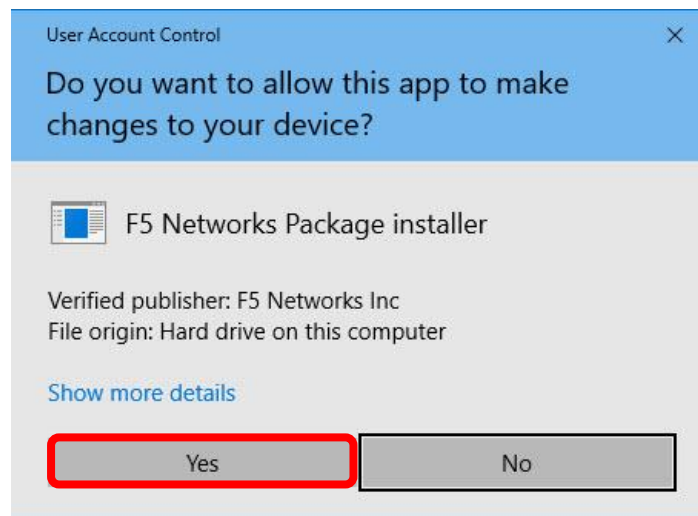 User Account Control
Do you want to allow this app to make
changes to your device?
F5 Networks Package installer
Verified publisher: F5 Networks Inc
File origin: Hard drive on this computer
Show more details
Yes
No